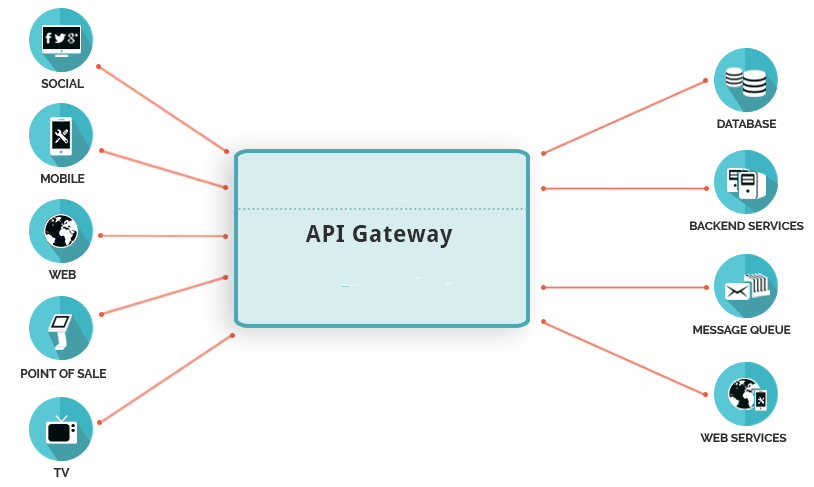 SOCIAL
MOBILE
WEB
POINT OF SALE
TV
API Gateway
DATABASE
BACKEND SERVICES
MESSAGE QUEUE
WEB SERVICES